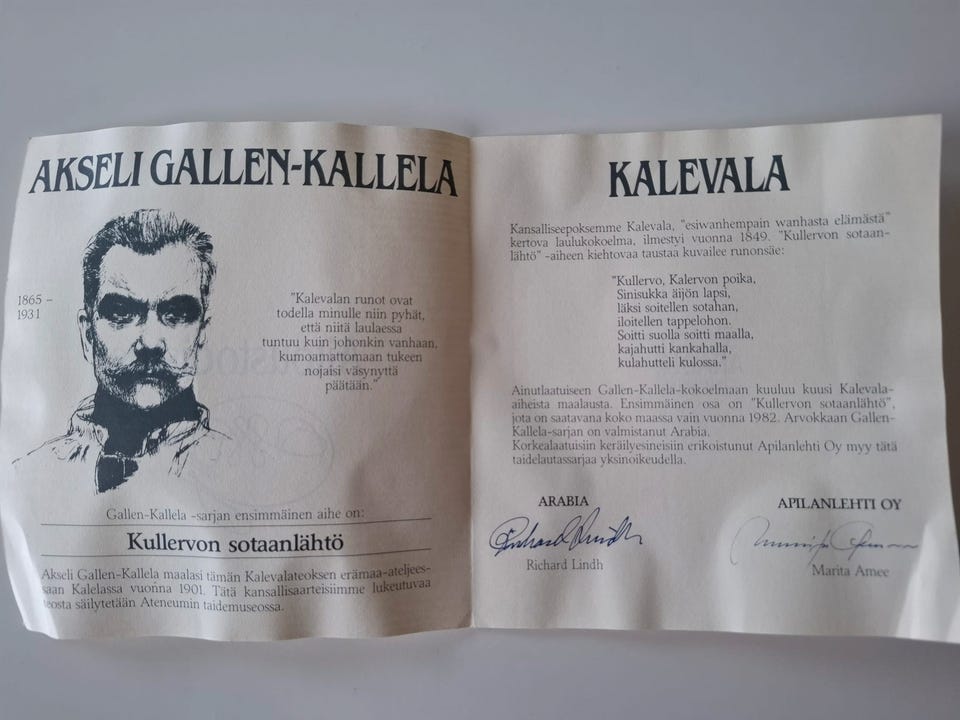 AKSELI GALLEN-KALLELA
1865 –
1931
"Kalevalan runot ovat
todella minulle niin pyhät,
että niitä laulaessa
tuntuu kuin johonkin vanhaan,
kumoamattomaan tukeen
nojaisi väsynyttä
päätään."
Gallen-Kallela -sarjan ensimmäinen aihe on:
Kullervon sotaanlähtö
Akseli Gallen-Kallela maalasi tämän Kalevalateoksen erämaa-ateljees-
saan Kalelassa vuonna 1901. Tätä kansallisaarteisiimme lukeutuvaa
teosta säilytetään Ateneumin taidemuseossa.
KALEVALA
Kansalliseepoksemme Kalevala, "esiwanhempain wanhasta elämästä"
kertova laulukokoelma, ilmestyi vuonna 1849. "Kullervon sotaan-
lähtö" -aiheen kiehtovaa taustaa kuvailee runonsäe:
"Kullervo, Kalervon poika,
Sinisukka äijön lapsi,
läksi soitellen sotahan,
iloitellen tappelohon.
Soitti suolla soitti maalla,
kajahutti kankahalla,
kulahutteli kulossa."
Ainutlaatuiseen Gallen-Kallela-kokoelmaan kuuluu kuusi Kalevala-
aiheista maalausta. Ensimmäinen osa on "Kullervon sotaanlähtö",
jota on saatavana koko maassa vain vuonna 1982. Arvokkaan Gallen-
Kallela-sarjan on valmistanut Arabia.
Korkealaatuisiin keräilyesineisiin erikoistunut Apilanlehti Oy myy tätä
taidelautassarjaa yksinoikeudella.
ARABIA
Richard Lindh
Richard Lindh
APILANLEHTI OY
Marita Amee